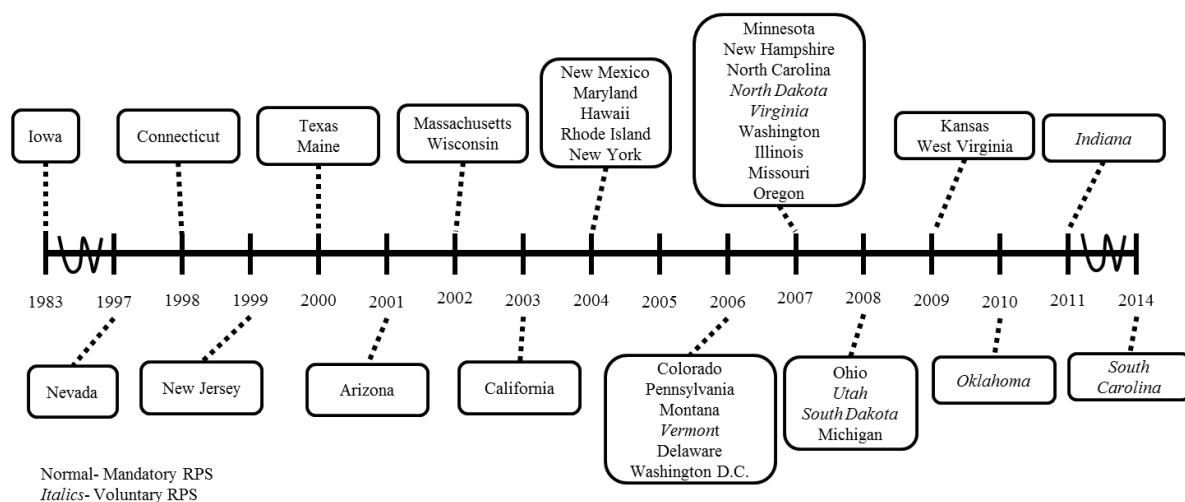 Iowa
Connecticut
Texas
Maine
Massachusetts
Wisconsin
New Mexico
Maryland
Hawaii
Rhode Island
New York
Minnesota
New Hampshire
North Carolina
North Dakota
Virginia
Washington
Illinois
Missouri
Oregon
Kansas
West Virginia
Indiana
1983 1997 1998 1999 2000 2001 2002 2003 2004 2005 2006 2007 2008 2009 2010 2011 2014
Nevada
New Jersey
Arizona
California
Colorado
Pennsylvania
Montana
Vermont
Delaware
Washington D.C.
Ohio
Utah
South Dakota
Michigan
Oklahoma
South
Carolina
Normal- Mandatory RPS
Italics- Voluntary RPS